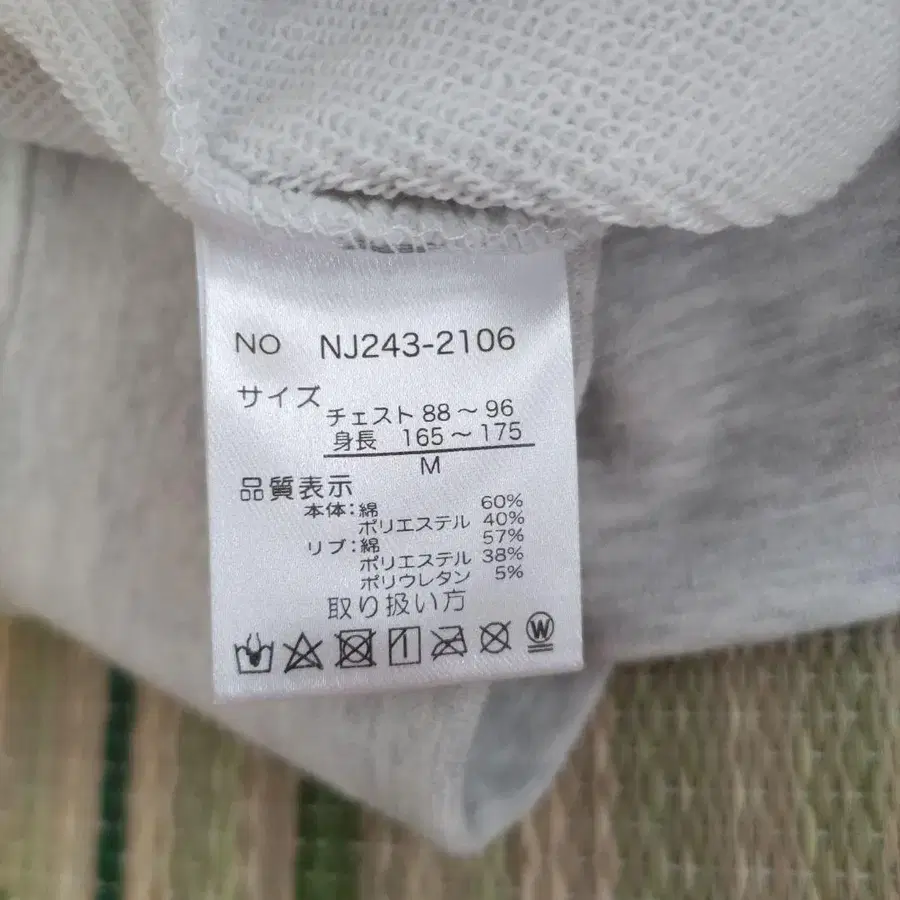 NO NJ243-2106
サイズ
チェスト 88～96
身長 165～175
M
品質表示
本体:綿 60%
ポリエステル 40%
リブ:綿 57%
ポリエステル 38%
ポリウレタン 5%
取り扱い方
W